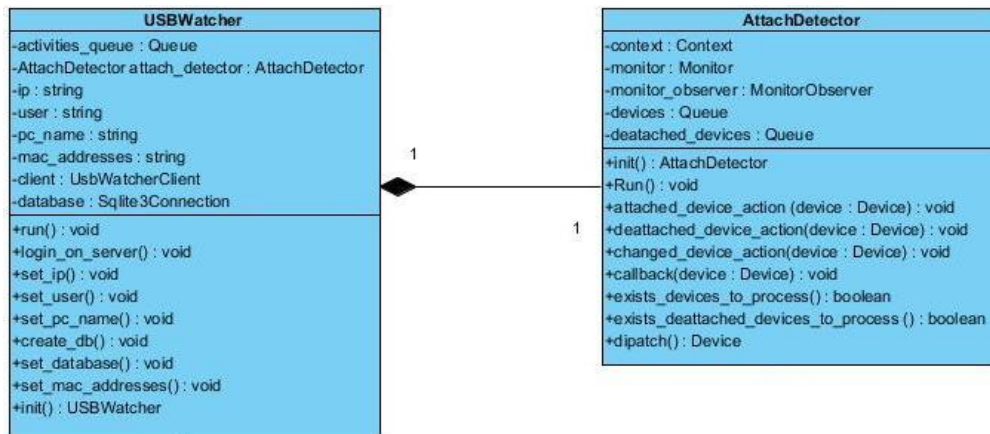 USBWatcher
-activities_queue : Queue
-AttachDetector attach_detector : AttachDetector
-ip : string
-user : string
-pc_name : string
-mac_addresses : string
-client : UsbWatcherClient
-database : Sqlite3Connection
+run() : void
+login_on_server() : void
+set_ip() : void
+set_user() : void
+set_pc_name() : void
+create_db() : void
+set_database() : void
+set_mac_addresses() : void
+init() : USBWatcher
1
1
AttachDetector
-context : Context
-monitor : Monitor
-monitor_observer : MonitorObserver
-devices : Queue
-deatached_devices : Queue
+init() : AttachDetector
+Run() : void
+attached_device_action (device : Device) : void
+deattached_device_action(device : Device) : void
+changed_device_action(device : Device) : void
+callback(device : Device) : void
+exists_devices_to_process() : boolean
+exists_deattached_devices_to_process () : boolean
+dipatch() : Device